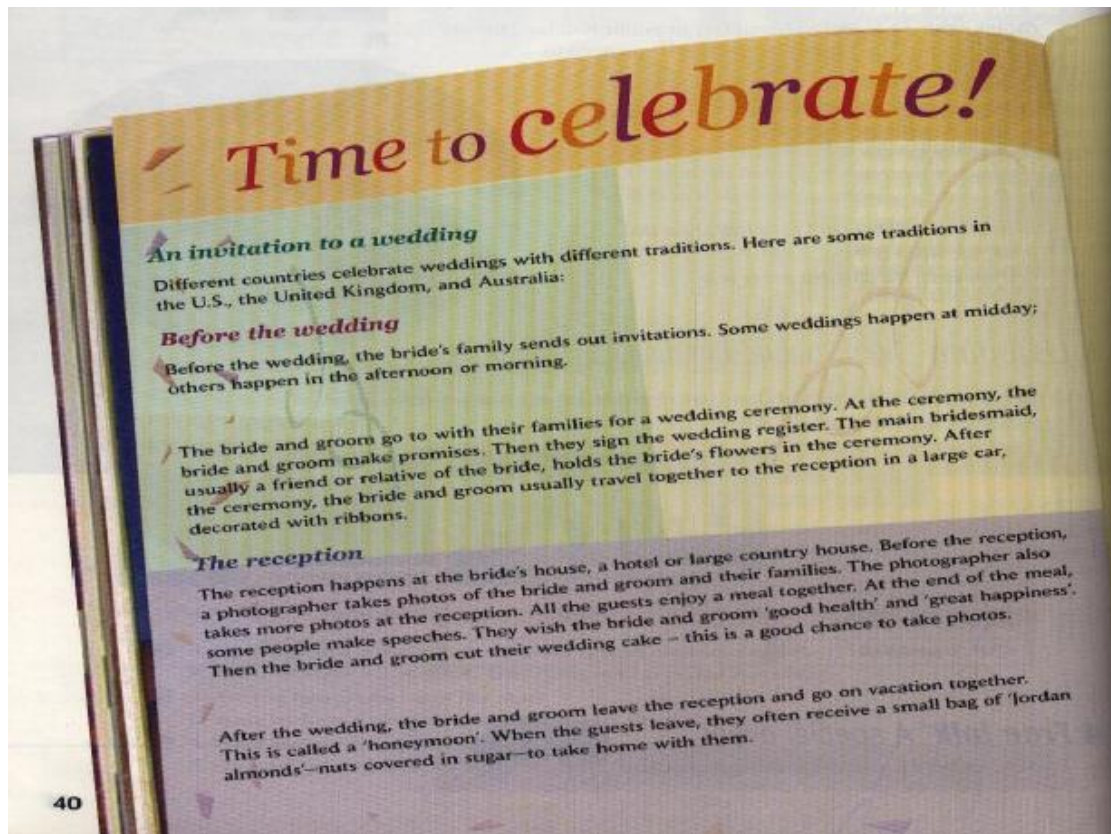 Time to celebrate!
An invitation to a wedding
Different countries celebrate weddings with different traditions. Here are some traditions in
the U.S., the United Kingdom, and Australia:
Before the wedding
Before the wedding, the bride's family sends out invitations. Some weddings happen at midday;
others happen in the afternoon or morning.
The bride and groom go to with their families for a wedding ceremony. At the ceremony, the
bride and groom make promises. Then they sign the wedding register. The main bridesmaid,
usually a friend or relative of the bride, holds the bride's flowers in the ceremony. After
the ceremony, the bride and groom usually travel together to the reception in a large car,
decorated with ribbons.
The reception
The reception happens at the bride's house, a hotel or large country house. Before the reception,
a photographer takes photos of the bride and groom and their families. The photographer also
takes more photos at the reception. All the guests enjoy a meal together. At the end of the meal,
some people make speeches. They wish the bride and groom 'good health' and 'great happiness'.
Then the bride and groom cut their wedding cake – this is a good chance to take photos.
After the wedding, the bride and groom leave the reception and go on vacation together.
This is called a 'honeymoon'. When the guests leave, they often receive a small bag of 'Jordan
almonds'—nuts covered in sugar—to take home with them.
40